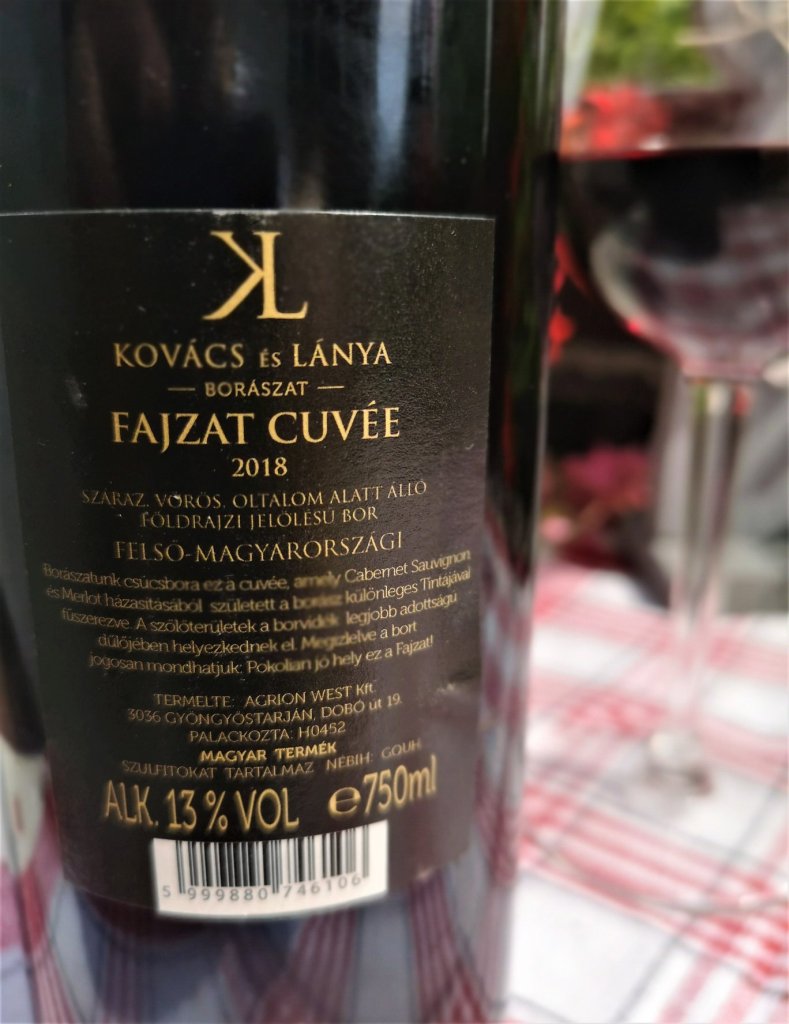 KL
KOVÁCS ÉS LÁNYA
BORÁSZAT
FAJZAT CUVÉE
2018
SZÁRAZ, VÖRÖS, OLTALOM ALATT ÁLLÓ
FÖLDRAJZI JELÖLÉSŰ BOR
FELSŐ-MAGYARORSZÁGI
Borászatunk csúcsbora ez a cuvée, amely Cabernet Sauvignon
és Merlot házasításából született a borász különleges Tintájával
fűszerezve. A szőlőterületek a borvidék legjobb adottságú
dűlőjében helyezkednek el. Megízlelve a bort
jogosan mondhatjuk: Pokolian jó hely ez a Fajzat!
TERMELTE: AGRION WEST Kft.
3036 GYÖNGYÖSTARJÁN, DOBÓ út 19.
PALACKOZTA: H0452
MAGYAR TERMÉK
SZULFITOKAT TARTALMAZ NÉBIH: GOUH
ALK. 13 % VOL ℮750ml
5 999880 746106